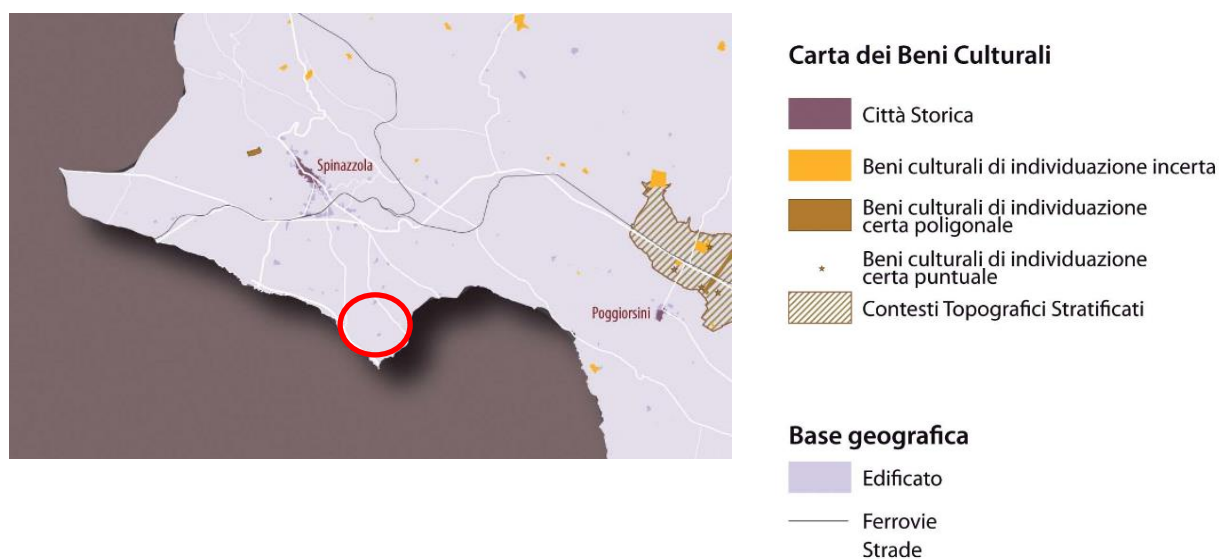 Spinazzola
Poggiorsini
Carta dei Beni Culturali
Città Storica
Beni culturali di individuazione incerta
Beni culturali di individuazione
certa poligonale
Beni culturali di individuazione
certa puntuale
Contesti Topografici Stratificati
Base geografica
Edificato
Ferrovie
Strade